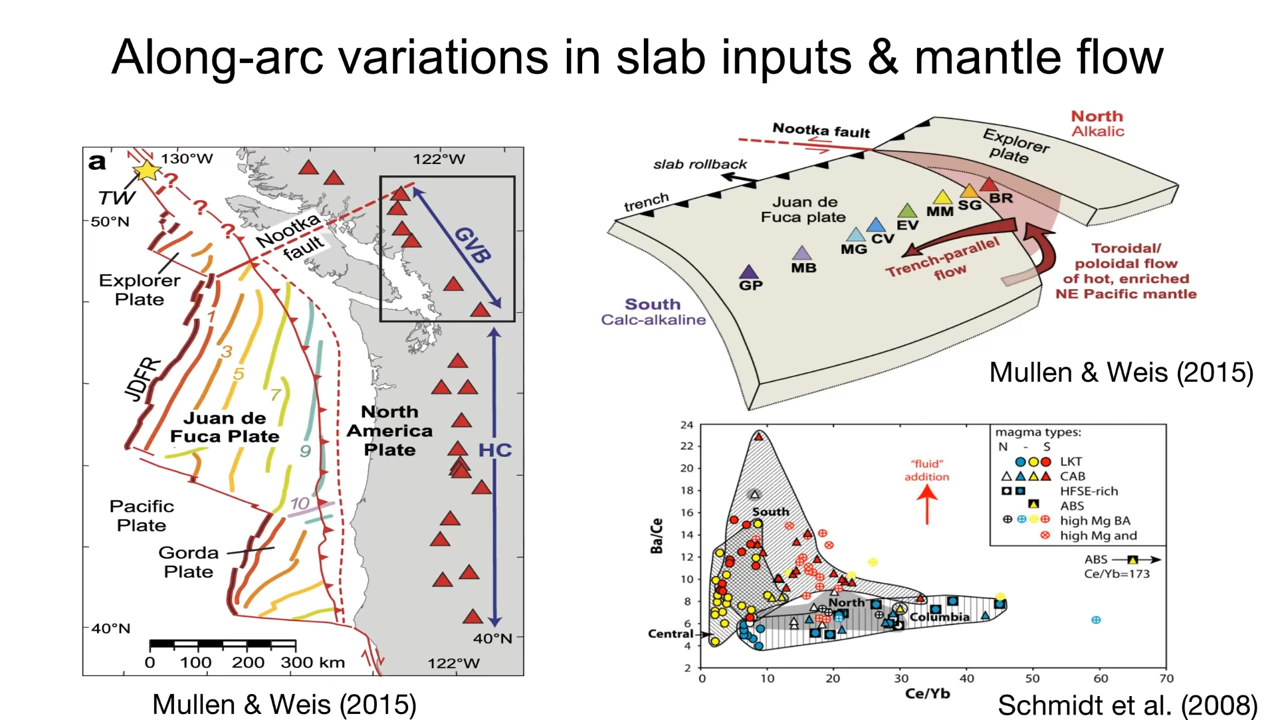 Along-arc variations in slab inputs & mantle flow
a
130°W
122°W
TW
?
?
?
50°N
Nootka
fault
GVB
Explorer
Plate
1
3
5
7
9
10
JDFR
Juan de
Fuca Plate
North
America
Plate
HC
Pacific
Plate
Gorda
Plate
40°N
40°N
0 100 200 300 km
122°W
Mullen & Weis (2015)
North
Alkalic
Nootka fault
Explorer
plate
slab rollback
trench
Juan de
Fuca plate
BR
SG
MM
EV
CV
MG
MB
GP
Trench-parallel
flow
Toroidal/
poloidal flow
of hot, enriched
NE Pacific mantle
South
Calc-alkaline
Mullen & Weis (2015)
24
22
20
18
16
14
12
10
8
6
4
2
Ba/Ce
"fluid"
addition
magma types:
N - S
LKT
CAB
HFSE-rich
ABS
high Mg BA
high Mg and
ABS
Ce/Yb=173
South
North
Columbia
Central
0 10 20 30 40 50 60 70
Ce/Yb
Schmidt et al. (2008)